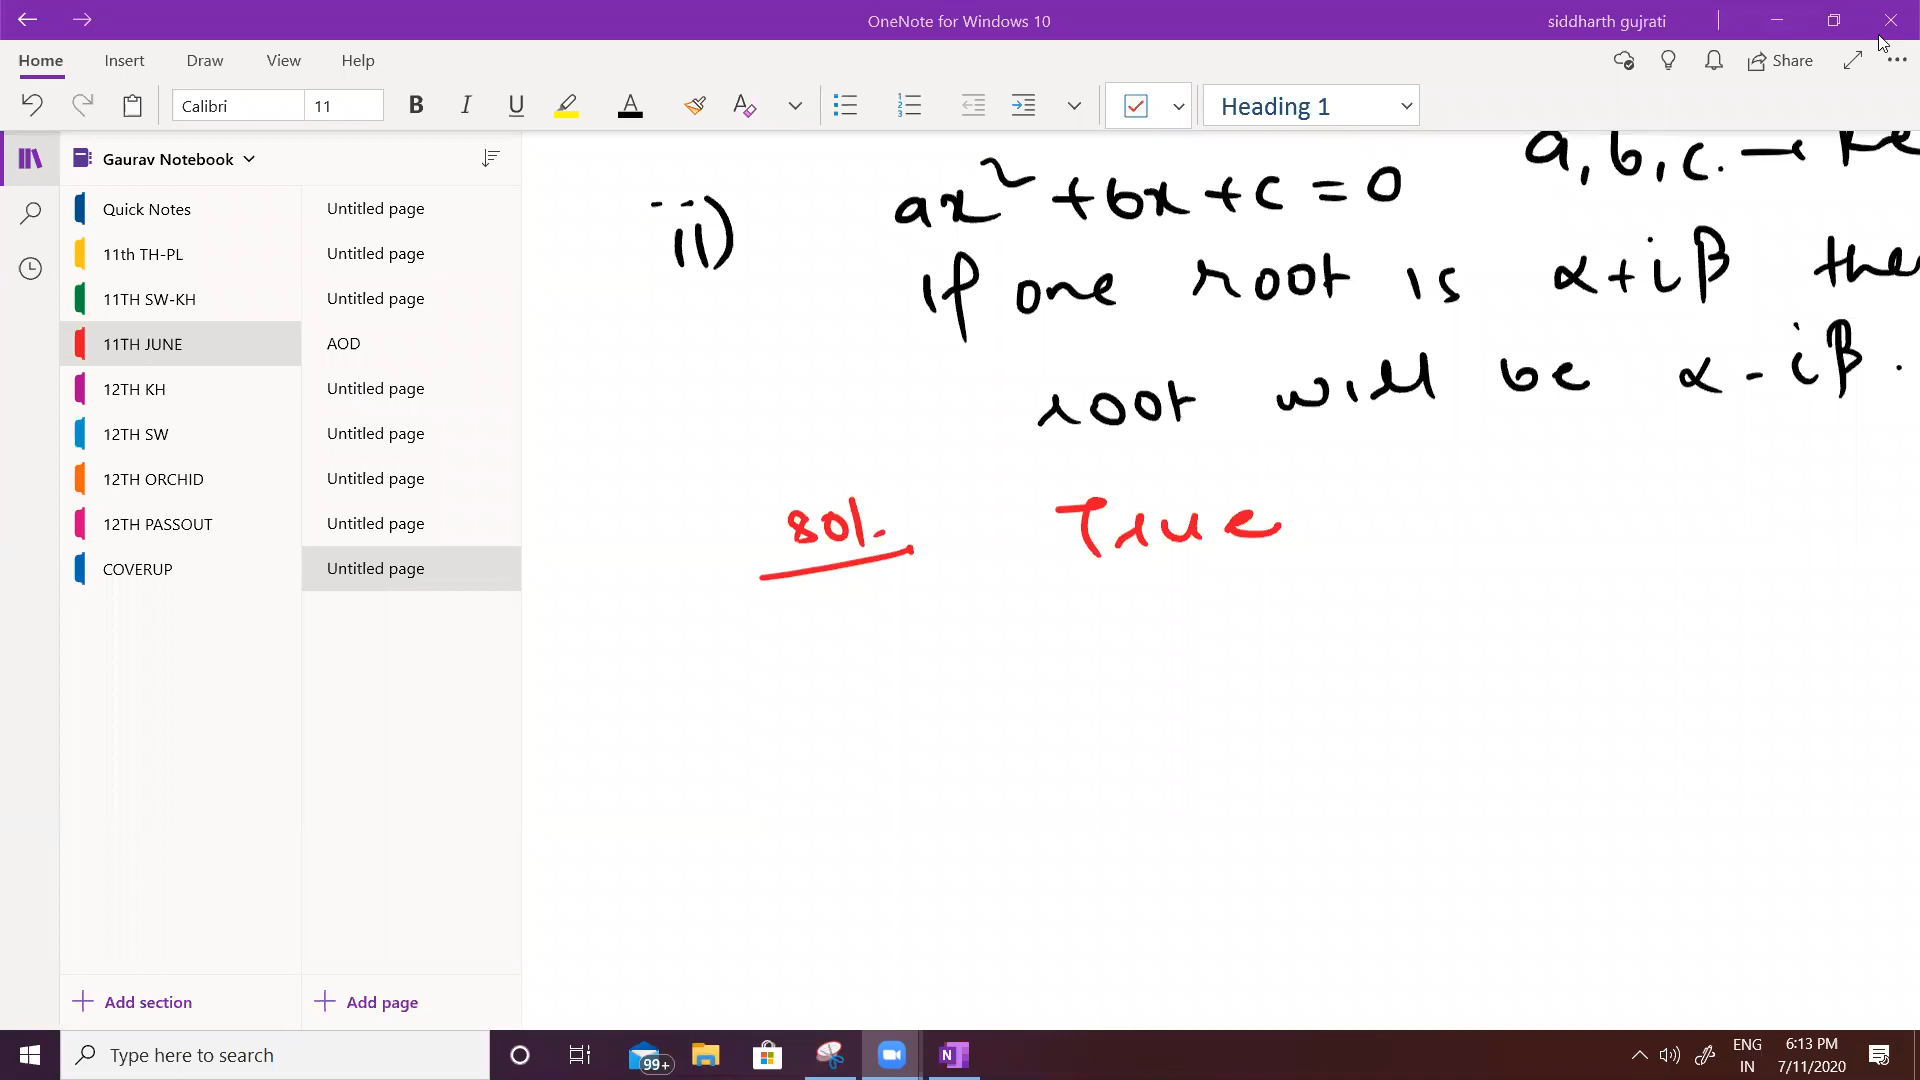 OneNote for Windows 10
siddharth gujrati
Home Insert Draw View Help
Share
Calibri 11 B I U A
Heading 1
Gaurav Notebook
Quick Notes
11th TH-PL
11TH SW-KH
11TH JUNE
12TH KH
12TH SW
12TH ORCHID
12TH PASSOUT
COVERUP
Untitled page
Untitled page
Untitled page
AOD
Untitled page
Untitled page
Untitled page
Untitled page
Untitled page
a, b, c. →
ii) ax² + bx + c = 0
if one root is α + iβ
root will be α - iβ.
sol. True
Add section
Add page
Type here to search
99+
N
ENG
IN
6:13 PM
7/11/2020